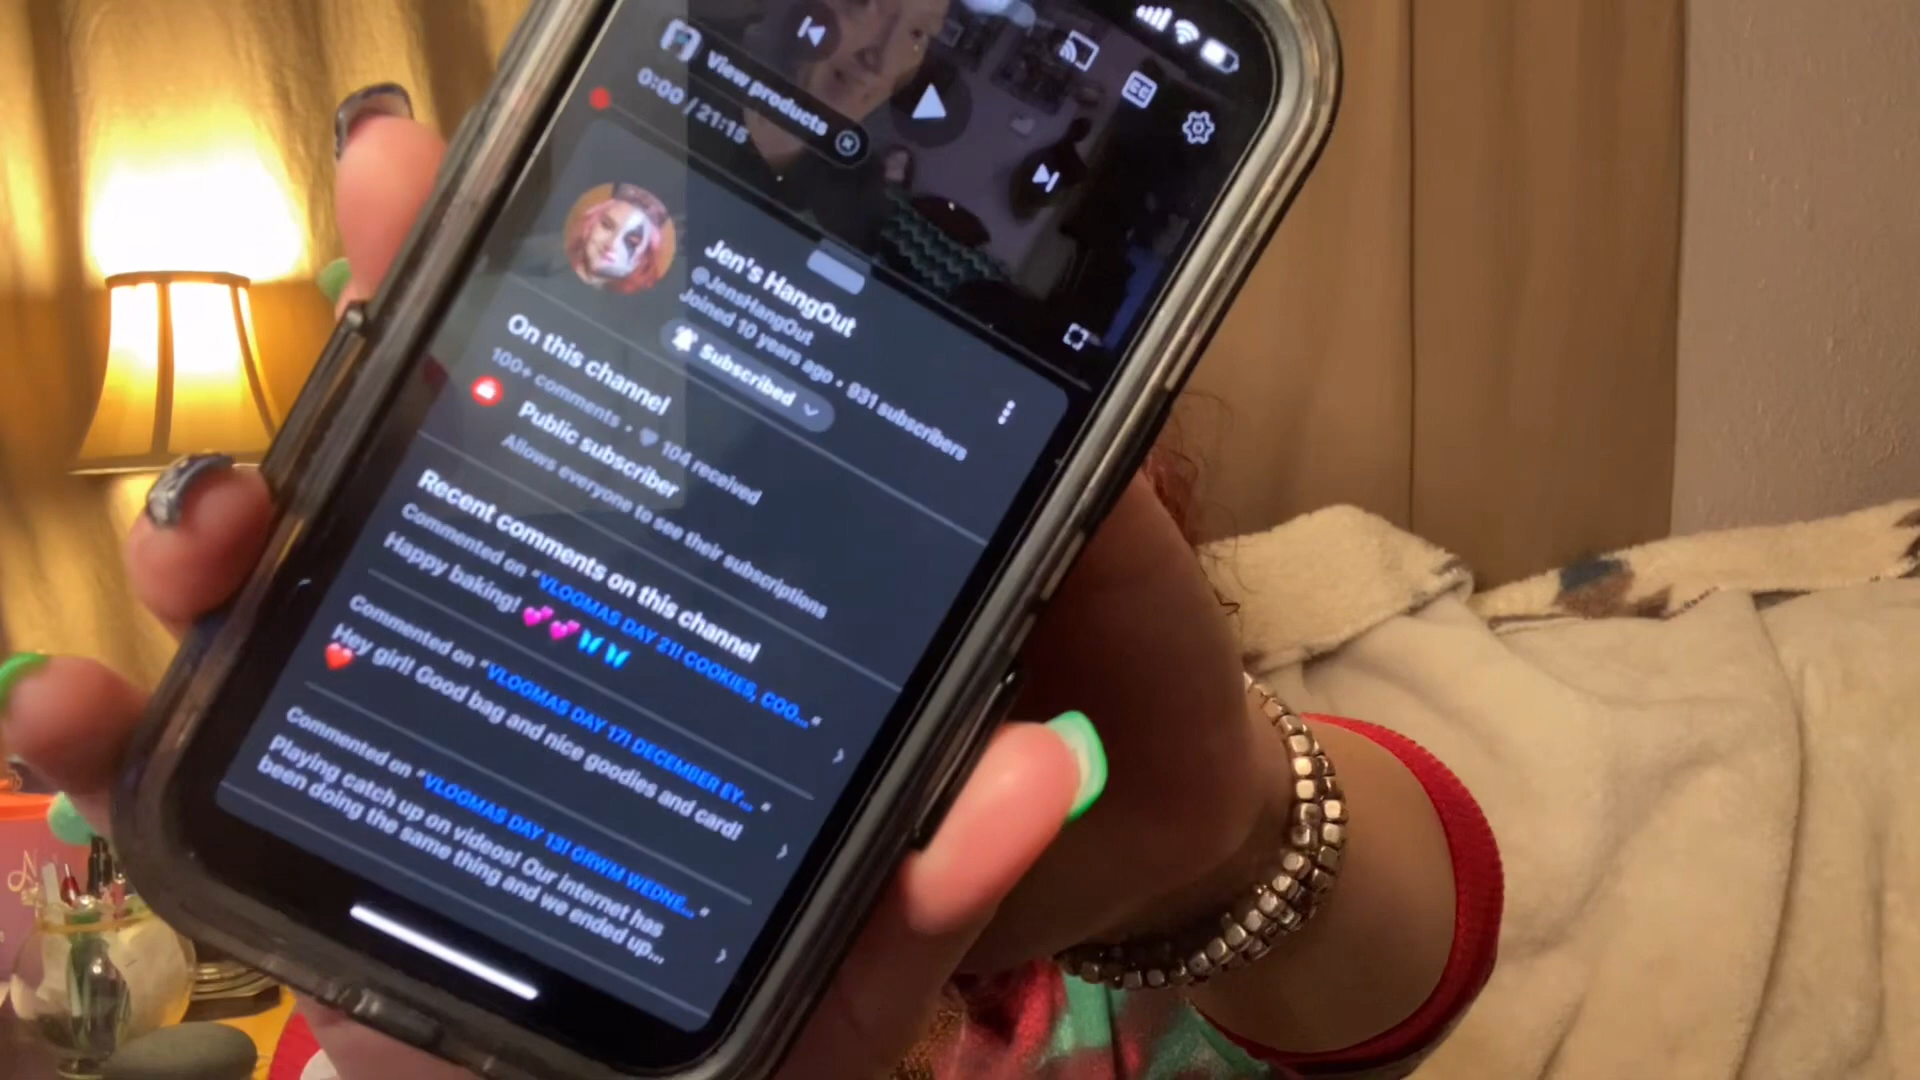 View products
0:00 / 21:15
CC
Jen's HangOut
@JensHangOut
Joined 10 years ago • 931 subscribers
Subscribed
On this channel
100+ comments • 104 received
Public subscriber
Allows everyone to see their subscriptions
Recent comments on this channel
Commented on "VLOGMAS DAY 21! COOKIES, COO..."
Happy baking! 💕💕🦋🦋
Commented on "VLOGMAS DAY 17! DECEMBER EY..."
Hey girl! Good bag and nice goodies and card!
❤️
Commented on "VLOGMAS DAY 13! GRWM WEDNE..."
Playing catch up on videos! Our internet has
been doing the same thing and we ended up...